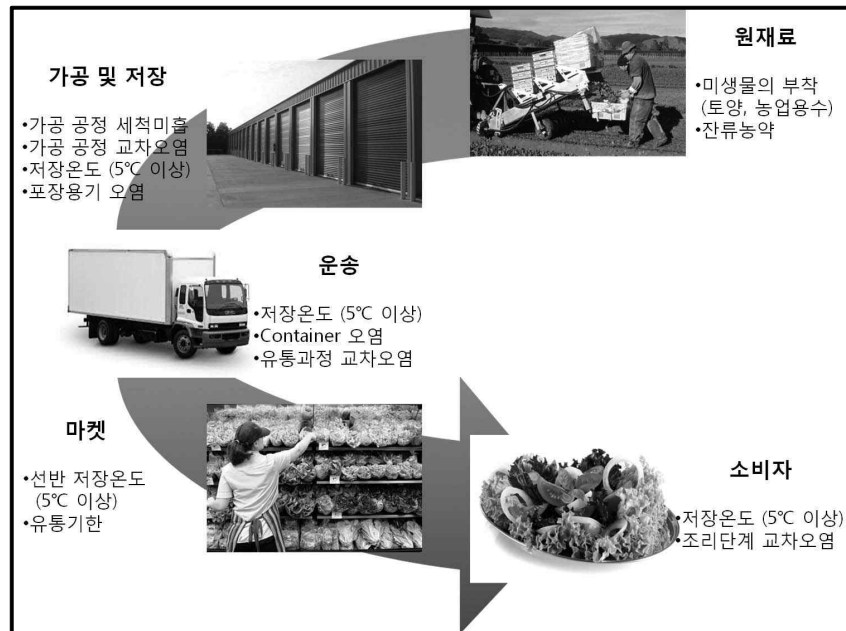 원재료
•미생물의 부착
(토양, 농업용수)
•잔류농약
가공 및 저장
•가공 공정 세척미흡
•가공 공정 교차오염
•저장온도 (5℃ 이상)
•포장용기 오염
운송
•저장온도 (5℃ 이상)
•Container 오염
•유통과정 교차오염
마켓
•선반 저장온도
(5℃ 이상)
•유통기한
소비자
•저장온도 (5℃ 이상)
•조리단계 교차오염